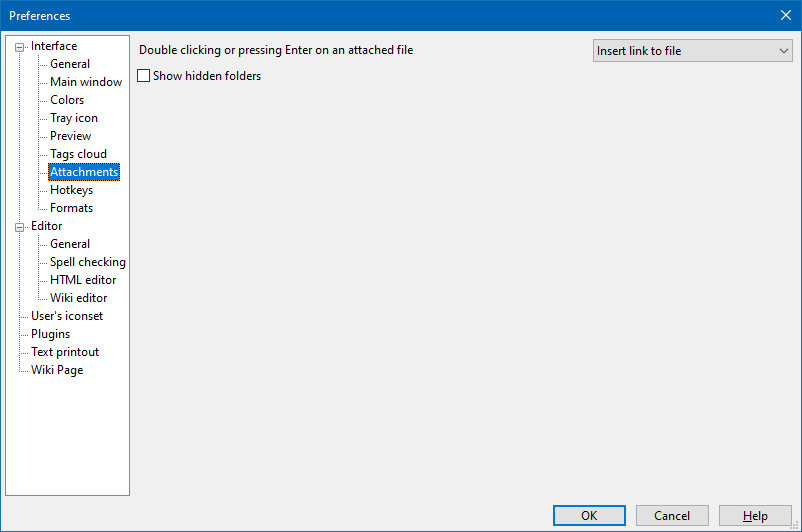 Preferences
Interface
General
Main window
Colors
Tray icon
Preview
Tags cloud
Attachments
Hotkeys
Formats
Editor
General
Spell checking
HTML editor
Wiki editor
User's iconset
Plugins
Text printout
Wiki Page
Double clicking or pressing Enter on an attached file
Insert link to file
Show hidden folders
OK
Cancel
Help